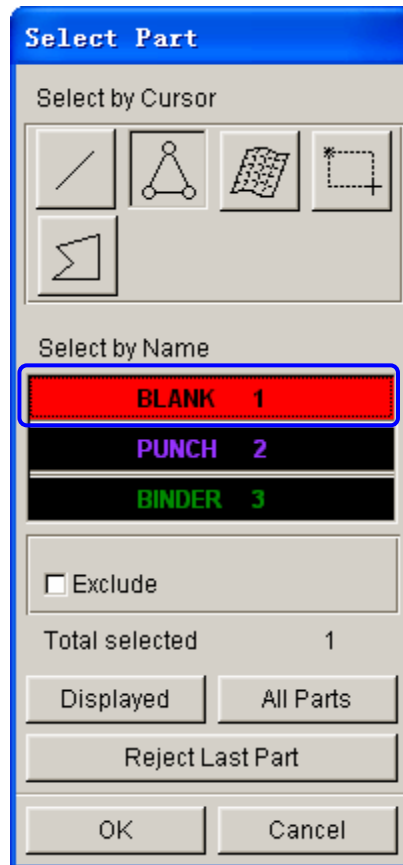 Select Part
Select by Cursor
Select by Name
BLANK 1
PUNCH 2
BINDER 3
Exclude
Total selected 1
Displayed All Parts
Reject Last Part
OK Cancel